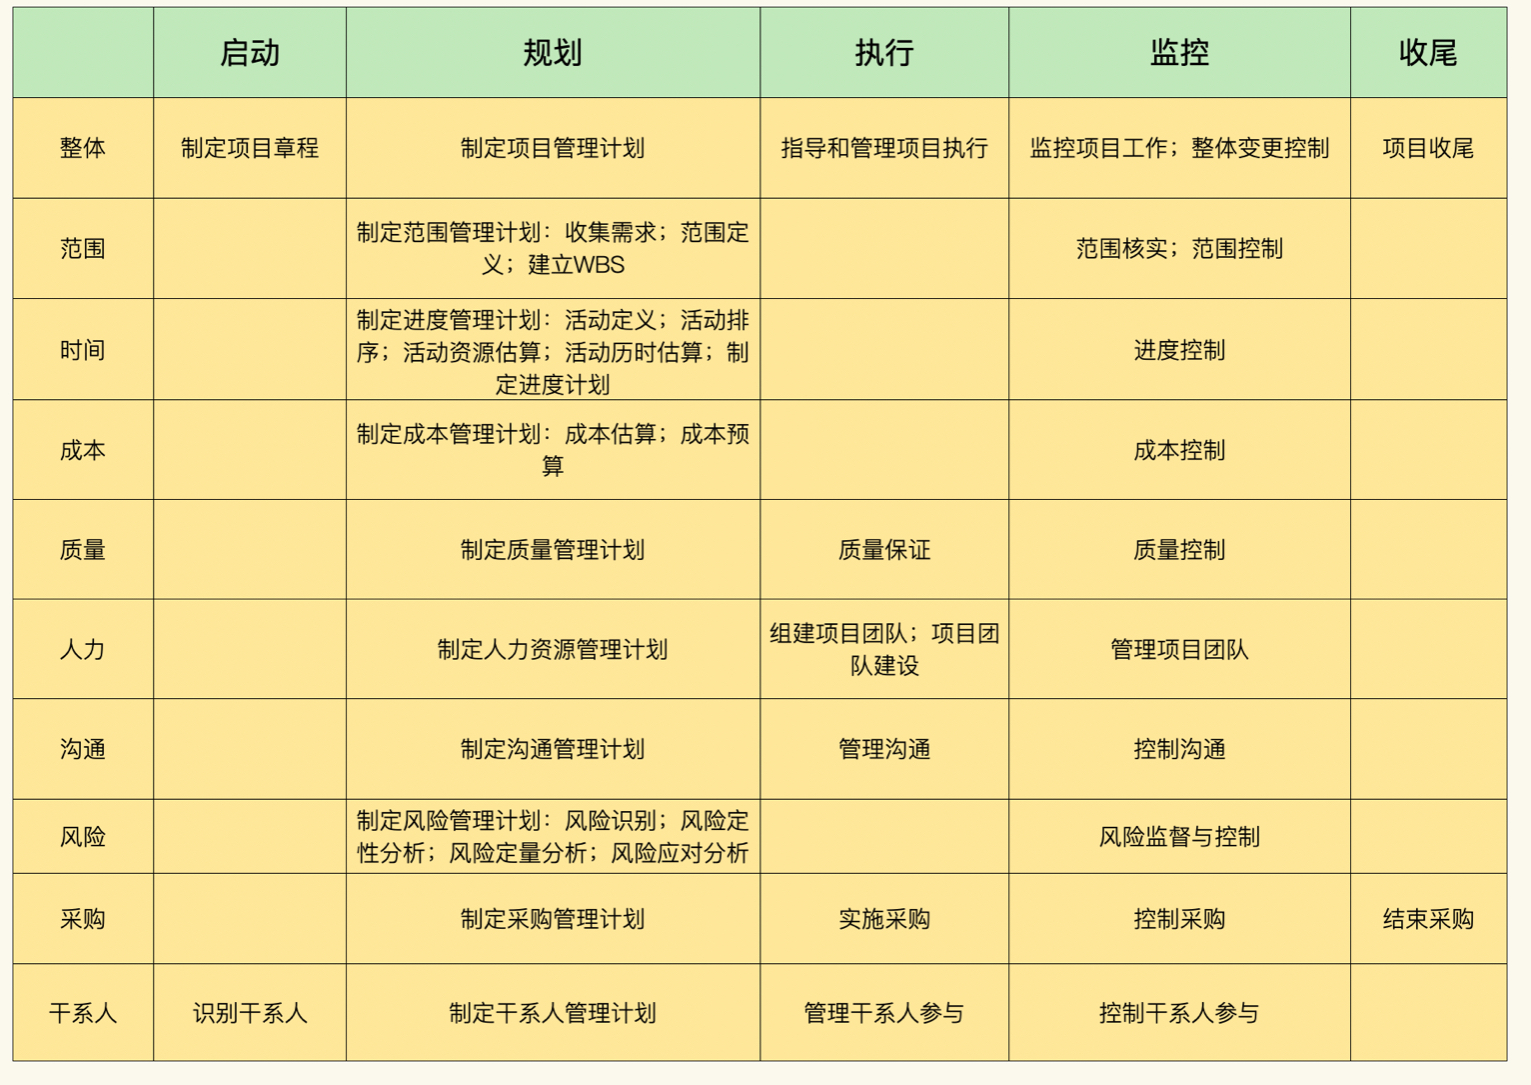 启动 规划 执行 监控 收尾
整体 制定项目章程 制定项目管理计划 指导和管理项目执行 监控项目工作；整体变更控制 项目收尾
范围 制定范围管理计划：收集需求；范围定
义；建立WBS 范围核实；范围控制
时间 制定进度管理计划：活动定义；活动排
序；活动资源估算；活动历时估算；制
定进度计划 进度控制
成本 制定成本管理计划：成本估算；成本预
算 成本控制
质量 制定质量管理计划 质量保证 质量控制
人力 制定人力资源管理计划 组建项目团队；项目团
队建设 管理项目团队
沟通 制定沟通管理计划 管理沟通 控制沟通
风险 制定风险管理计划：风险识别；风险定
性分析；风险定量分析；风险应对分析 风险监督与控制
采购 制定采购管理计划 实施采购 控制采购 结束采购
干系人 识别干系人 制定干系人管理计划 管理干系人参与 控制干系人参与